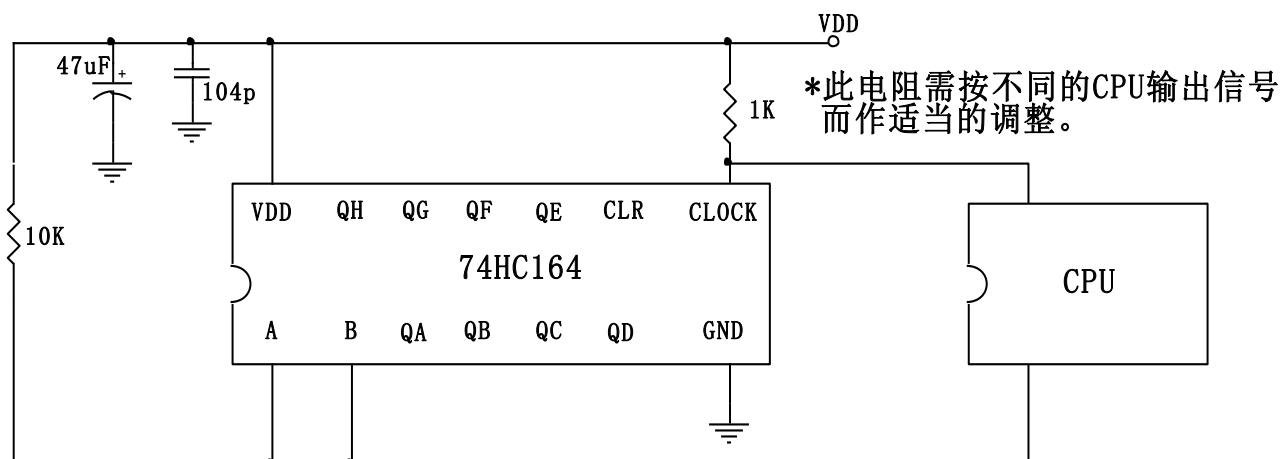 VDD
47uF
+
104p
1K
*此电阻需按不同的CPU输出信号
而作适当的调整。
10K
VDD QH QG QF QE CLR CLOCK
74HC164
A B QA QB QC QD GND
CPU